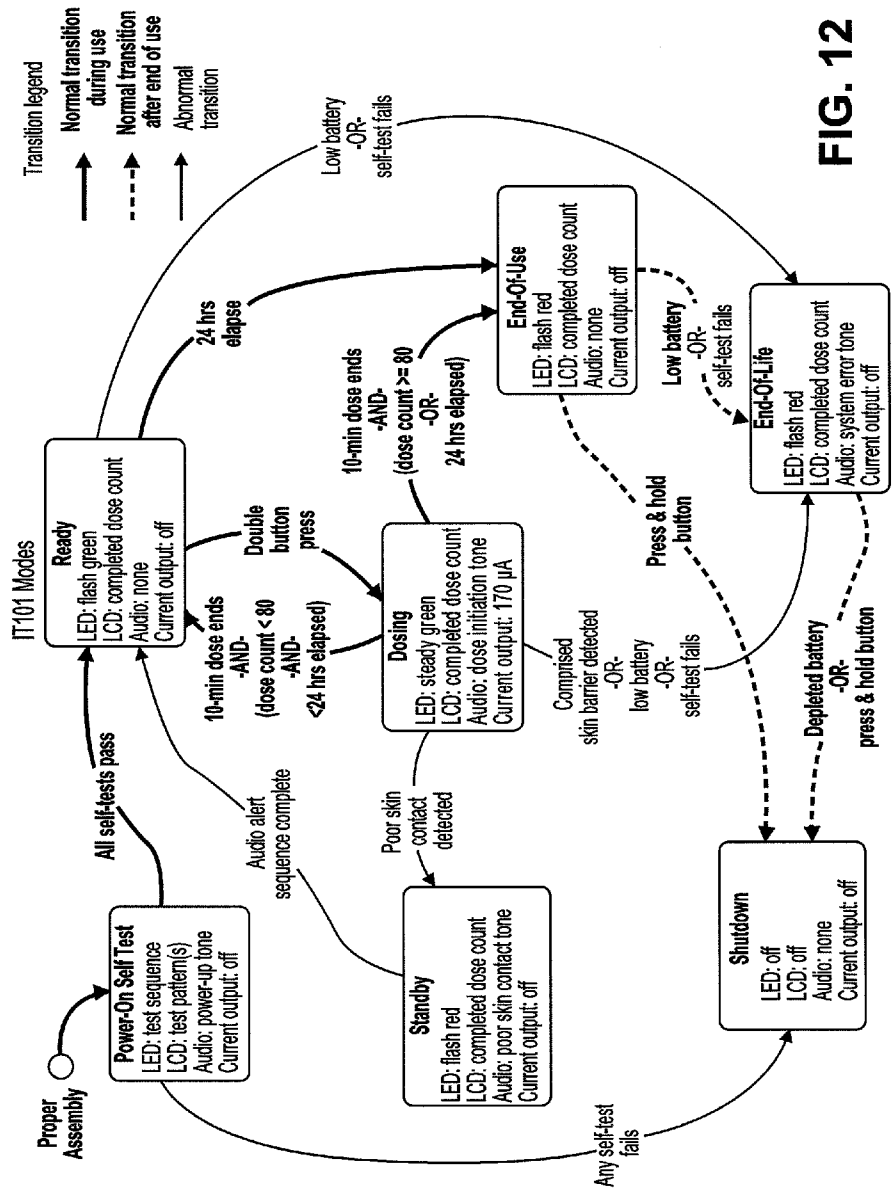 IT101 Modes
Transition legend
Normal transition
during use
Normal transition
after end of use
Abnormal
transition
Proper
Assembly
Power-On Self Test
LED: test sequence
LCD: test pattern(s)
Audio: power-up tone
Current output: off
All self-tests pass
Ready
LED: flash green
LCD: completed dose count
Audio: none
Current output: off
24 hrs
elapse
Low battery
-OR-
self-test fails
Audio alert
sequence complete
10-min dose ends
-AND-
(dose count < 80
-AND-
<24 hrs elapsed)
Double
button
press
10-min dose ends
-AND-
(dose count >= 80
-OR-
24 hrs elapsed)
Standby
LED: flash red
LCD: completed dose count
Audio: poor skin contact tone
Current output: off
Poor skin
contact
detected
Dosing
LED: steady green
LCD: completed dose count
Audio: dose initiation tone
Current output: 170 µA
End-Of-Use
LED: flash red
LCD: completed dose count
Audio: none
Current output: off
Comprised
skin barrier detected
-OR-
low battery
-OR-
self-test fails
Press & hold
button
Low battery
-OR-
self-test fails
Any self-test
fails
Shutdown
LED: off
LCD: off
Audio: none
Current output: off
Depleted battery
-OR-
press & hold button
End-Of-Life
LED: flash red
LCD: completed dose count
Audio: system error tone
Current output: off
FIG. 12